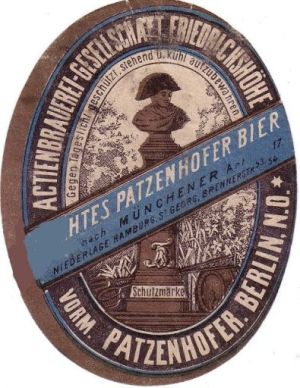 ACTIENBRAUEREI-GESELLSCHAFT FRIEDRICHSHÖHE
Gegen Tageslicht geschützt, stehend u. kühl aufzubewahren
HTES PATZENHOFER BIER
nach MÜNCHENER Art
NIEDERLAGE HAMBURG, ST GEORG, BRENNERSTR. 53.54
17
Schutzmarke
VORM. PATZENHOFER, BERLIN N.O.